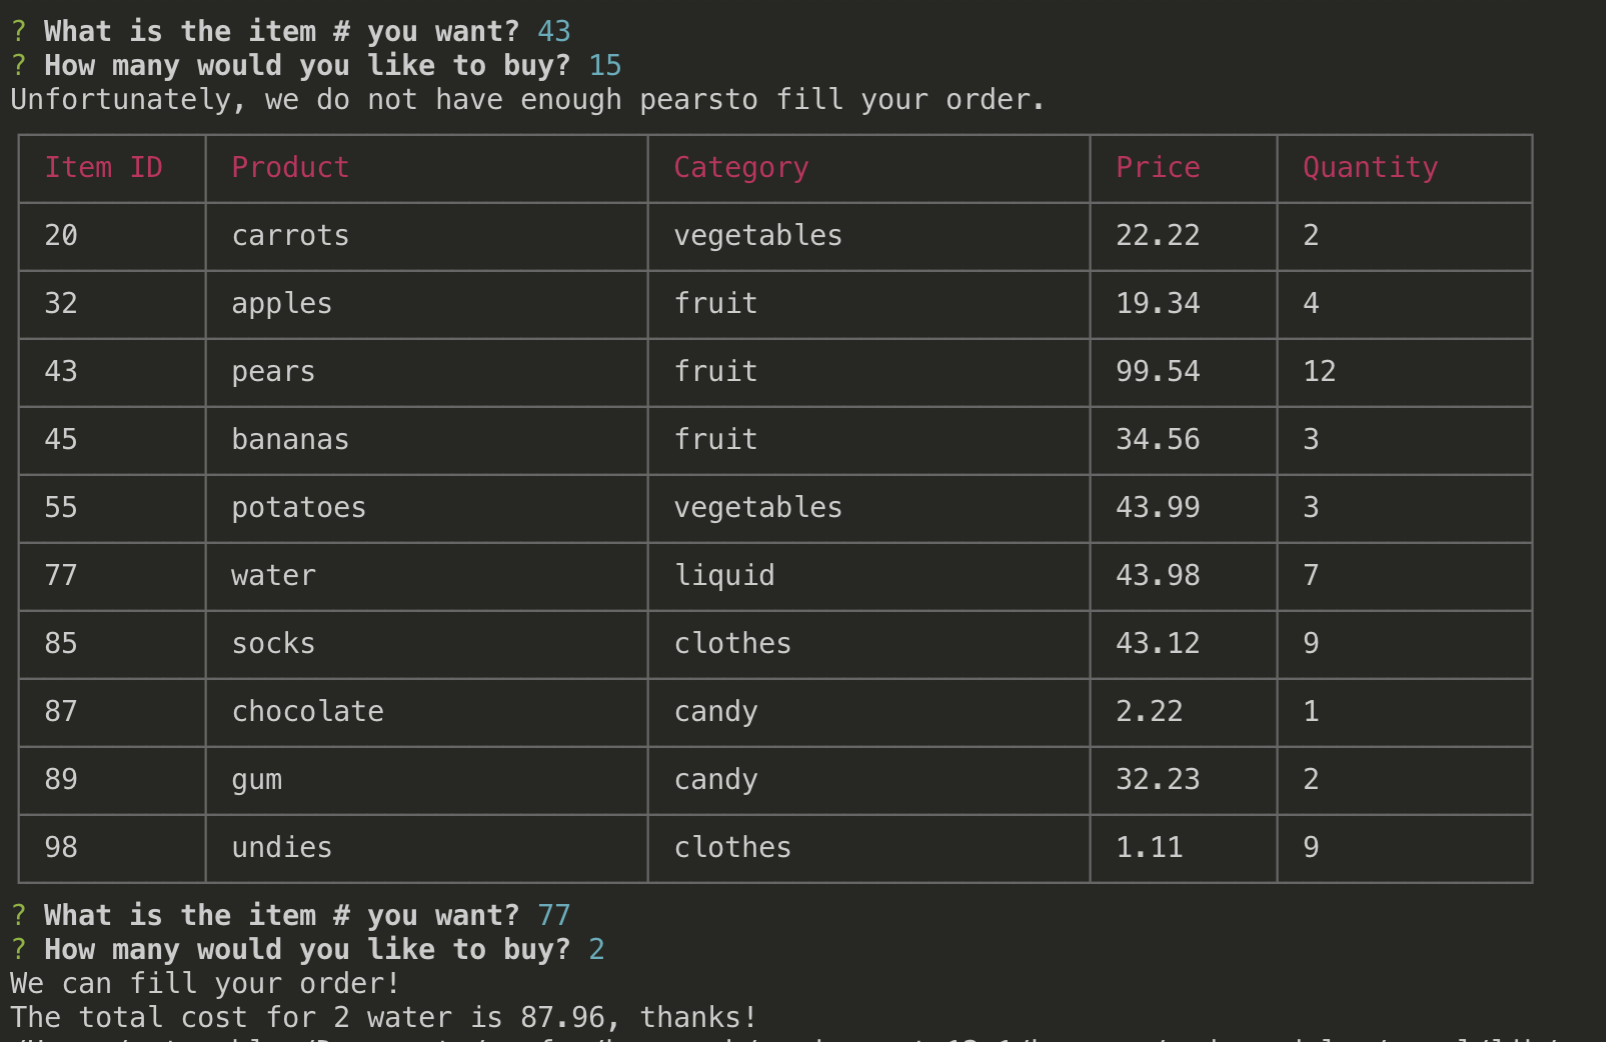 ? What is the item # you want? 43
? How many would you like to buy? 15
Unfortunately, we do not have enough pearsto fill your order.
Item ID Product Category Price Quantity
20 carrots vegetables 22.22 2
32 apples fruit 19.34 4
43 pears fruit 99.54 12
45 bananas fruit 34.56 3
55 potatoes vegetables 43.99 3
77 water liquid 43.98 7
85 socks clothes 43.12 9
87 chocolate candy 2.22 1
89 gum candy 32.23 2
98 undies clothes 1.11 9
? What is the item # you want? 77
? How many would you like to buy? 2
We can fill your order!
The total cost for 2 water is 87.96, thanks!